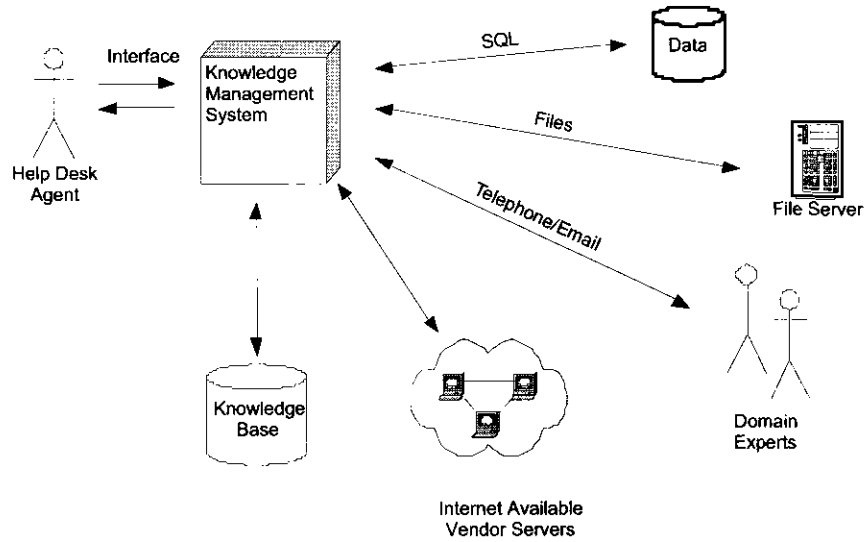 Interface
Knowledge
Management
System
SQL
Data
Files
File Server
Help Desk
Agent
Telephone/Email
Knowledge
Base
Domain
Experts
Internet Available
Vendor Servers